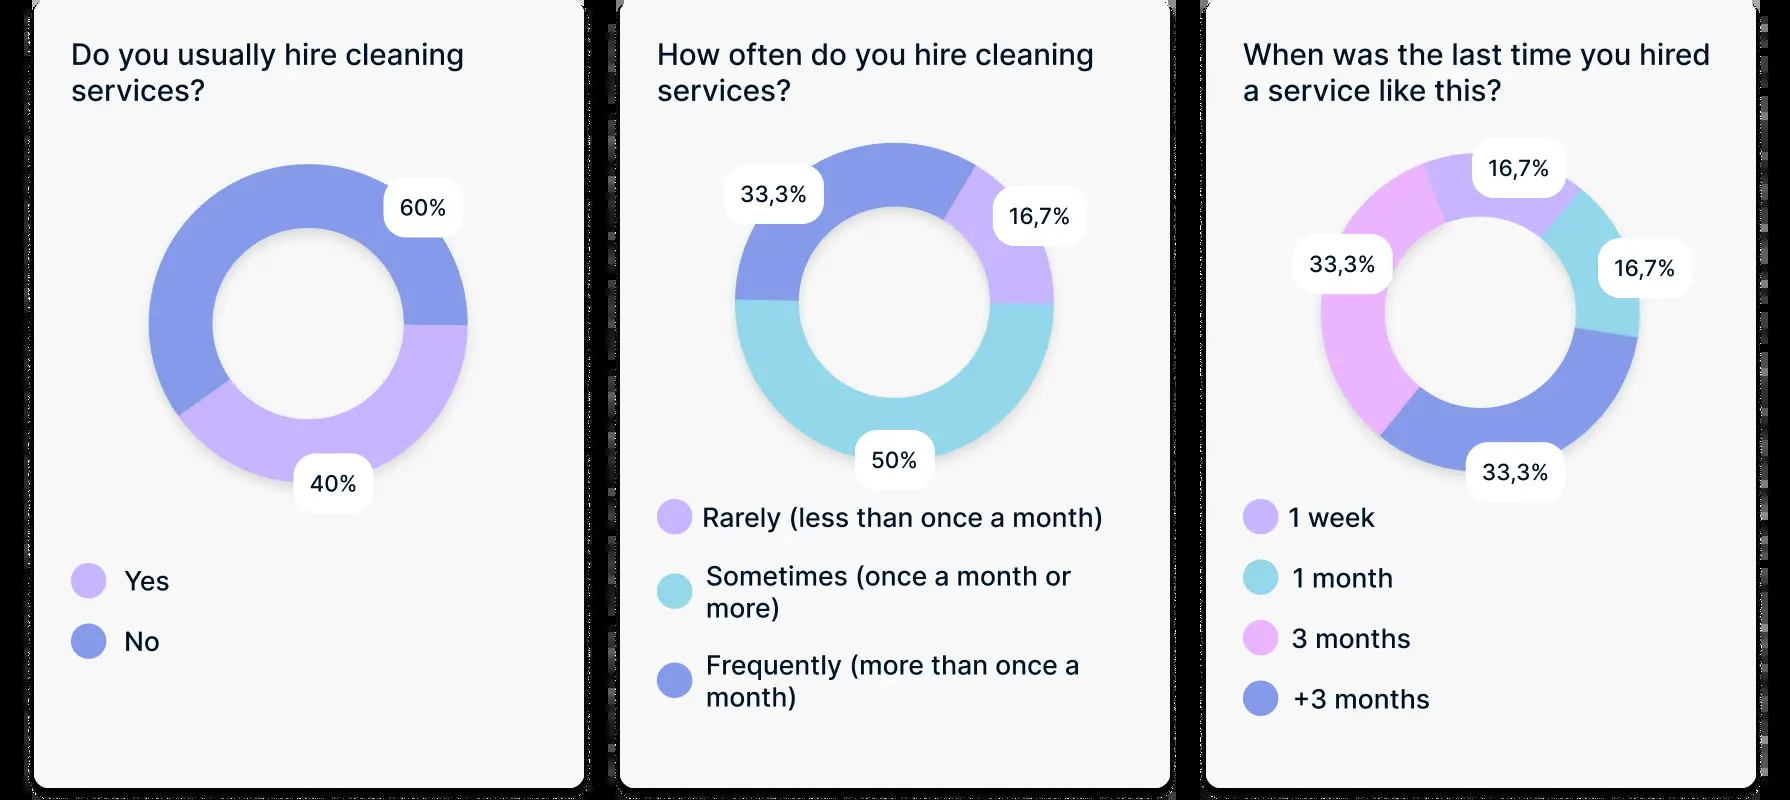 Do you usually hire cleaning
services?
60%
40%
Yes
No
How often do you hire cleaning
services?
33,3%
16,7%
50%
Rarely (less than once a month)
Sometimes (once a month or
more)
Frequently (more than once a
month)
When was the last time you hired
a service like this?
16,7%
33,3%
16,7%
33,3%
1 week
1 month
3 months
+3 months